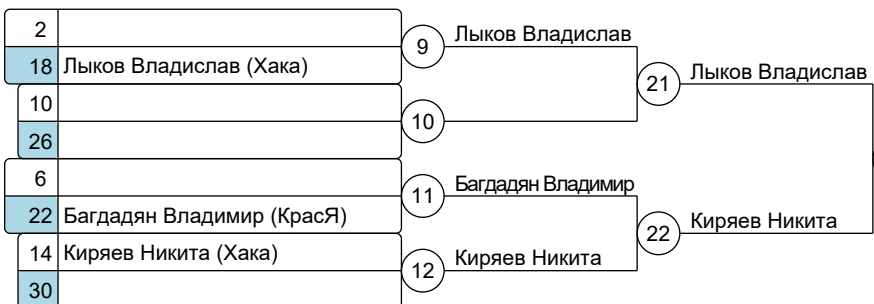 2
18 Лыков Владислав (Хака)
10
26
6
22 Багдадян Владимир (КрасЯ)
14 Киряев Никита (Хака)
30
9 Лыков Владислав
10
11 Багдадян Владимир
12 Киряев Никита
21 Лыков Владислав
22 Киряев Никита